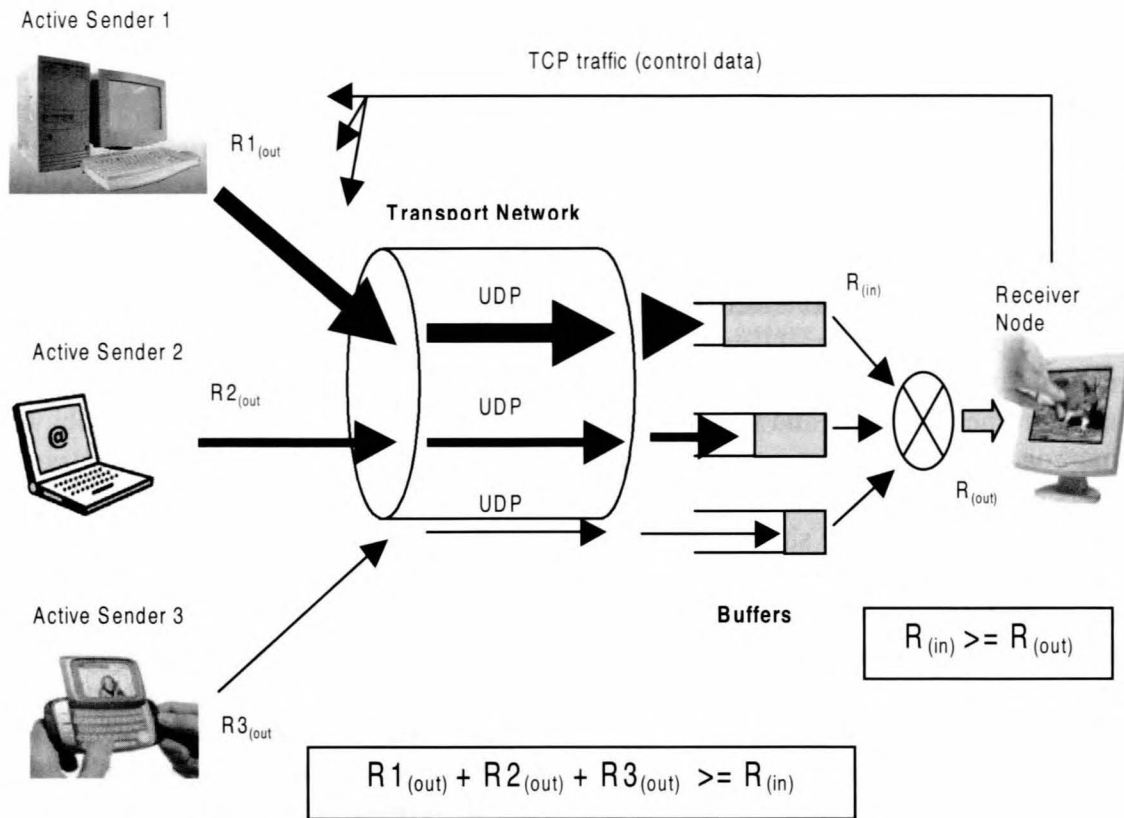 Active Sender 1
TCP traffic (control data)
R1(out
Transport Network
UDP
R(in)
Receiver
Node
Active Sender 2
R2(out
UDP
@
UDP
R(out)
Active Sender 3
Buffers
R(in) >= R(out)
R3(out
R1(out) + R2(out) + R3(out) >= R(in)